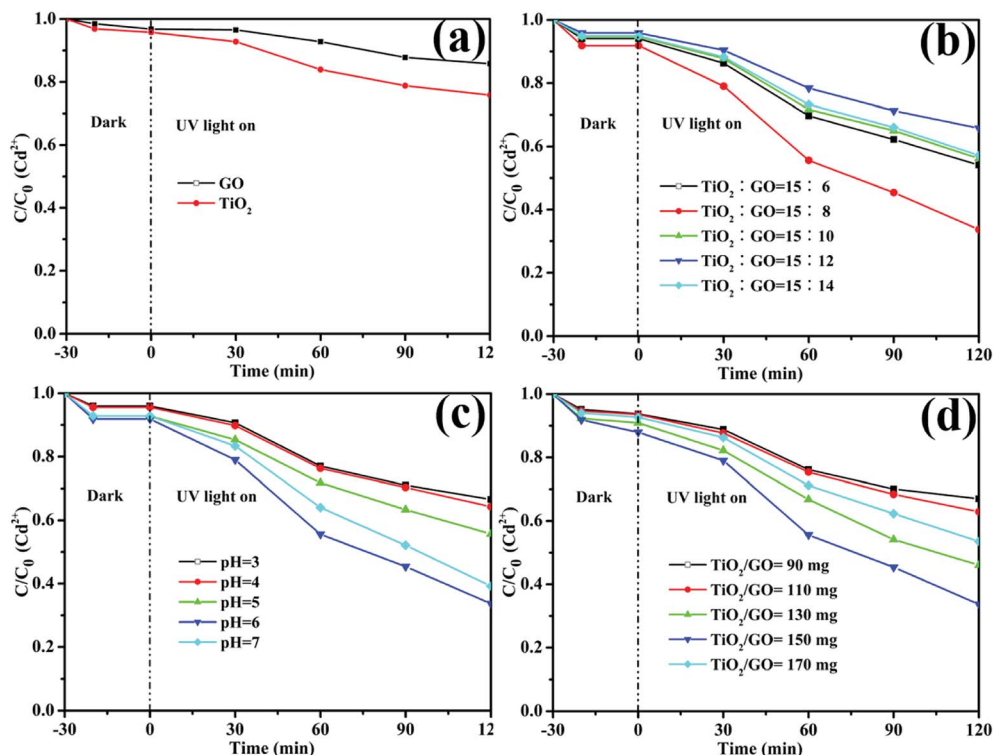 (a)
1.0
0.8
0.6
0.4
0.2
0.0
C/C₀ (Cd²⁺)
Dark
UV light on
GO
TiO₂
-30 0 30 60 90 12
Time (min)
(b)
1.0
0.8
0.6
0.4
0.2
0.0
C/C₀ (Cd²⁺)
Dark
UV light on
TiO₂∶GO=15∶6
TiO₂∶GO=15∶8
TiO₂∶GO=15∶10
TiO₂∶GO=15∶12
TiO₂∶GO=15∶14
-30 0 30 60 90 120
Time (min)
(c)
1.0
0.8
0.6
0.4
0.2
0.0
C/C₀ (Cd²⁺)
Dark
UV light on
pH=3
pH=4
pH=5
pH=6
pH=7
-30 0 30 60 90 12
Time (min)
(d)
1.0
0.8
0.6
0.4
0.2
0.0
C/C₀ (Cd²⁺)
Dark
UV light on
TiO₂/GO= 90 mg
TiO₂/GO= 110 mg
TiO₂/GO= 130 mg
TiO₂/GO= 150 mg
TiO₂/GO= 170 mg
-30 0 30 60 90 120
Time (min)